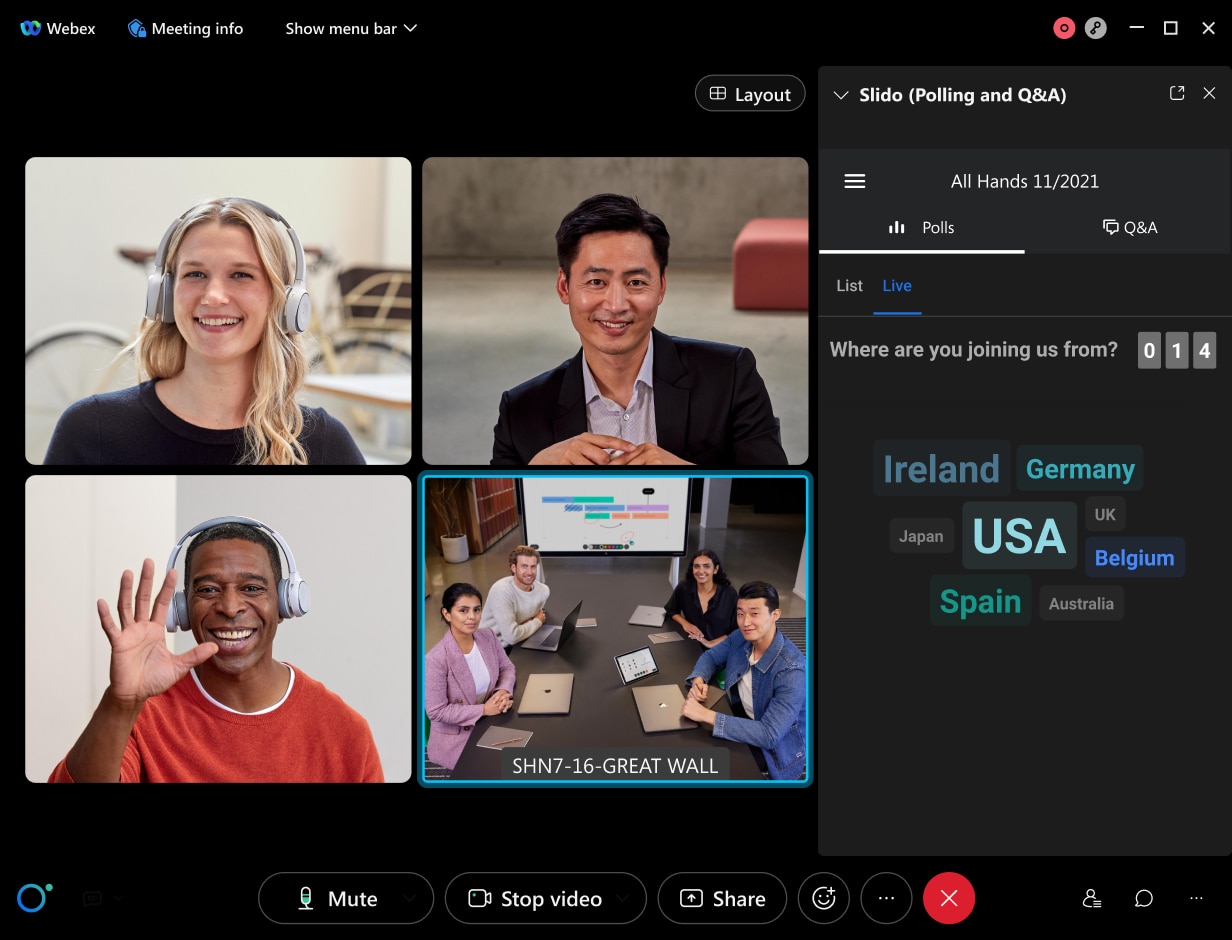 Webex
Meeting info
Show menu bar
Layout
Slido (Polling and Q&A)
All Hands 11/2021
Polls
Q&A
List
Live
Where are you joining us from?
0 1 4
Ireland
Germany
Japan
USA
UK
Belgium
Spain
Australia
SHN7-16-GREAT WALL
Mute
Stop video
Share